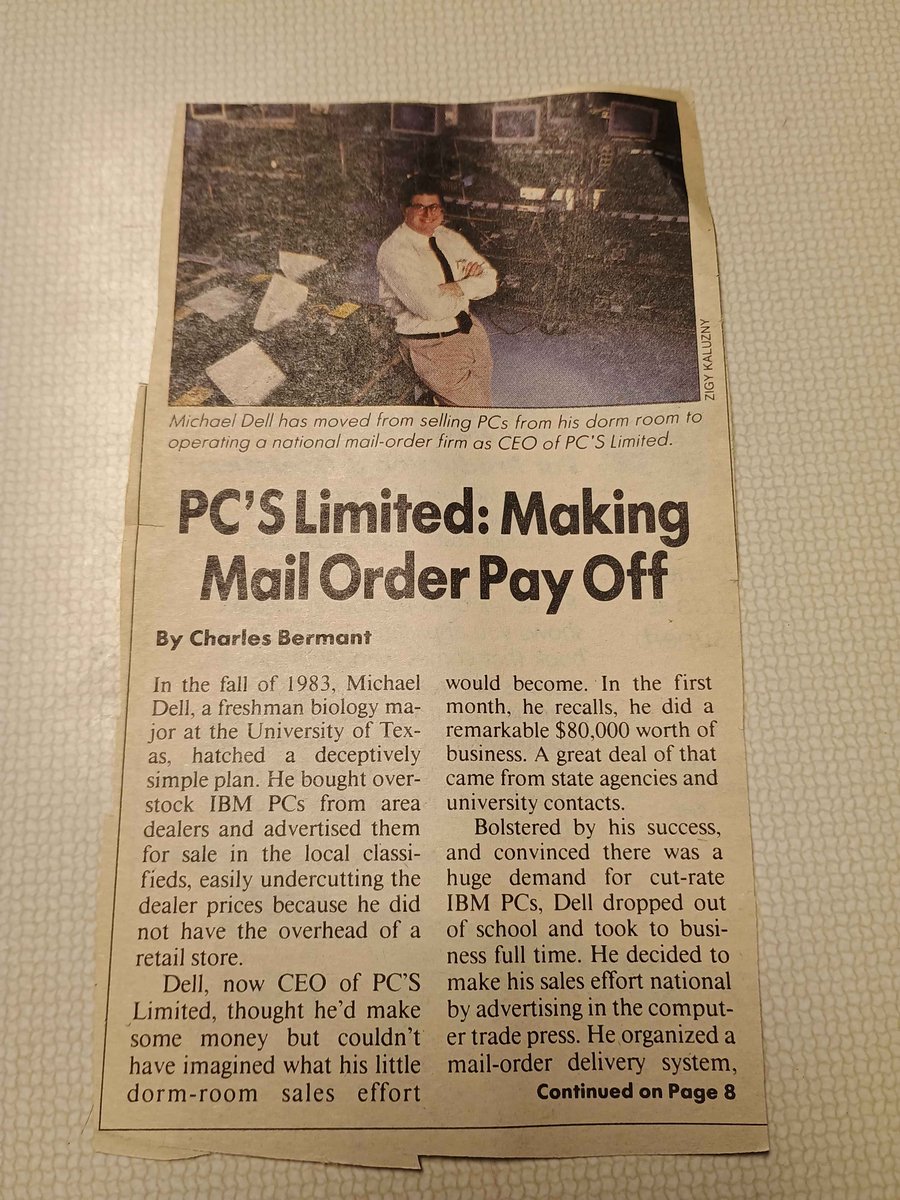 ZIGY KALUZNY
Michael Dell has moved from selling PCs from his dorm room to
operating a national mail-order firm as CEO of PC'S Limited.
PC'S Limited: Making
Mail Order Pay Off
By Charles Bermant
In the fall of 1983, Michael
Dell, a freshman biology ma-
jor at the University of Tex-
as, hatched a deceptively
simple plan. He bought over-
stock IBM PCs from area
dealers and advertised them
for sale in the local classi-
fieds, easily undercutting the
dealer prices because he did
not have the overhead of a
retail store.
Dell, now CEO of PC'S
Limited, thought he'd make
some money but couldn't
have imagined what his little
dorm-room sales effort
would become. In the first
month, he recalls, he did a
remarkable $80,000 worth of
business. A great deal of that
came from state agencies and
university contacts.
Bolstered by his success,
and convinced there was a
huge demand for cut-rate
IBM PCs, Dell dropped out
of school and took to busi-
ness full time. He decided to
make his sales effort national
by advertising in the comput-
er trade press. He organized a
mail-order delivery system,
Continued on Page 8